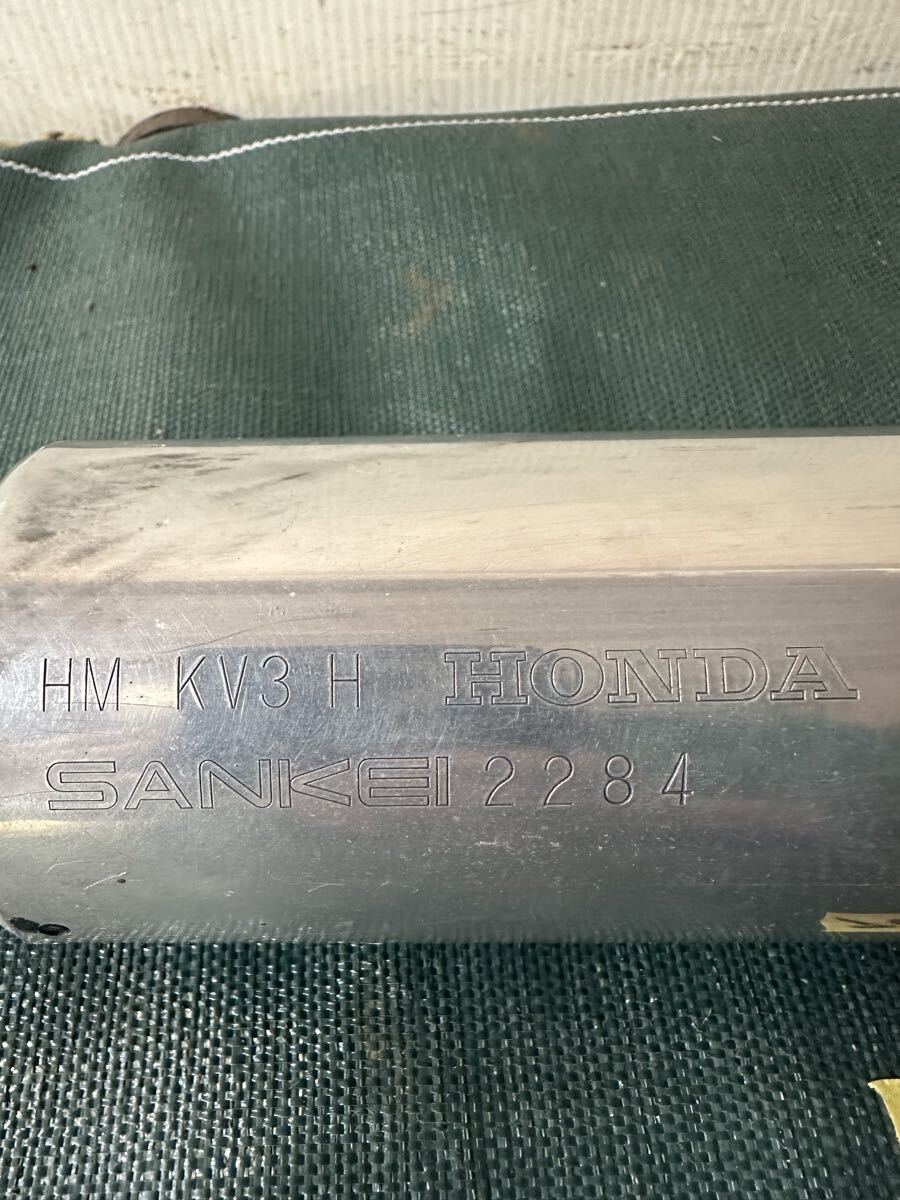 HM KV3 H HONDA
SANKEI 2284